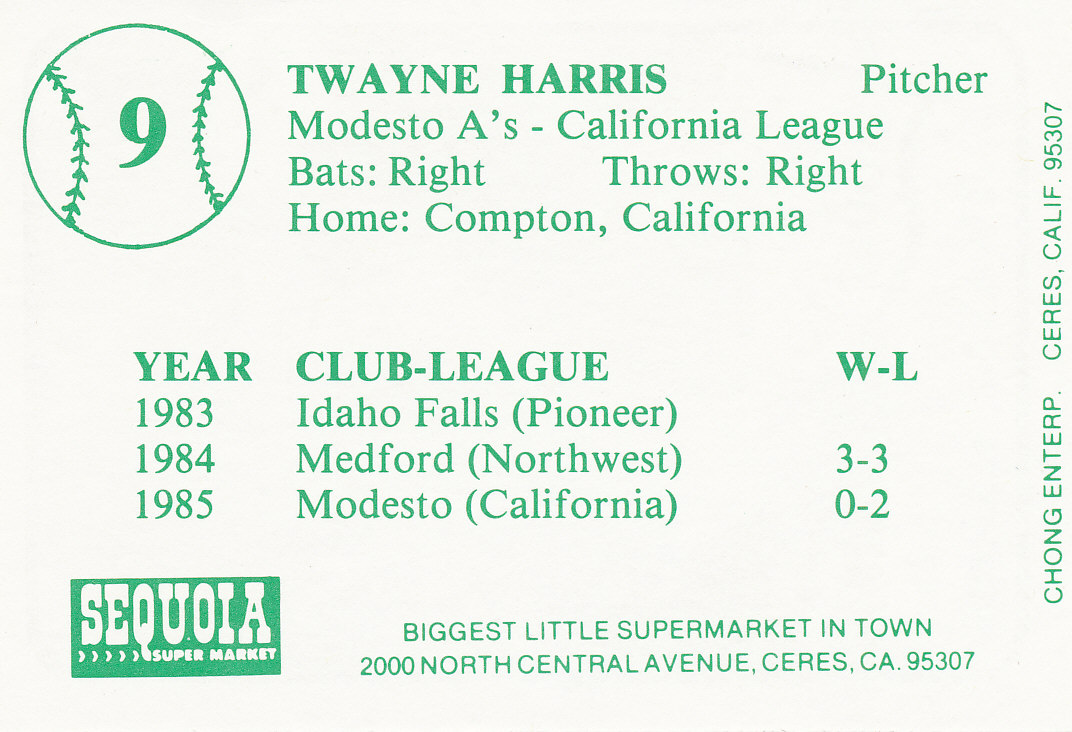 9
TWAYNE HARRIS Pitcher
Modesto A's - California League
Bats: Right Throws: Right
Home: Compton, California
YEAR CLUB-LEAGUE W-L
1983 Idaho Falls (Pioneer)
1984 Medford (Northwest) 3-3
1985 Modesto (California) 0-2
SEQUOIA
SUPER MARKET
BIGGEST LITTLE SUPERMARKET IN TOWN
2000 NORTH CENTRAL AVENUE, CERES, CA. 95307
CHONG ENTERP. CERES, CALIF. 95307